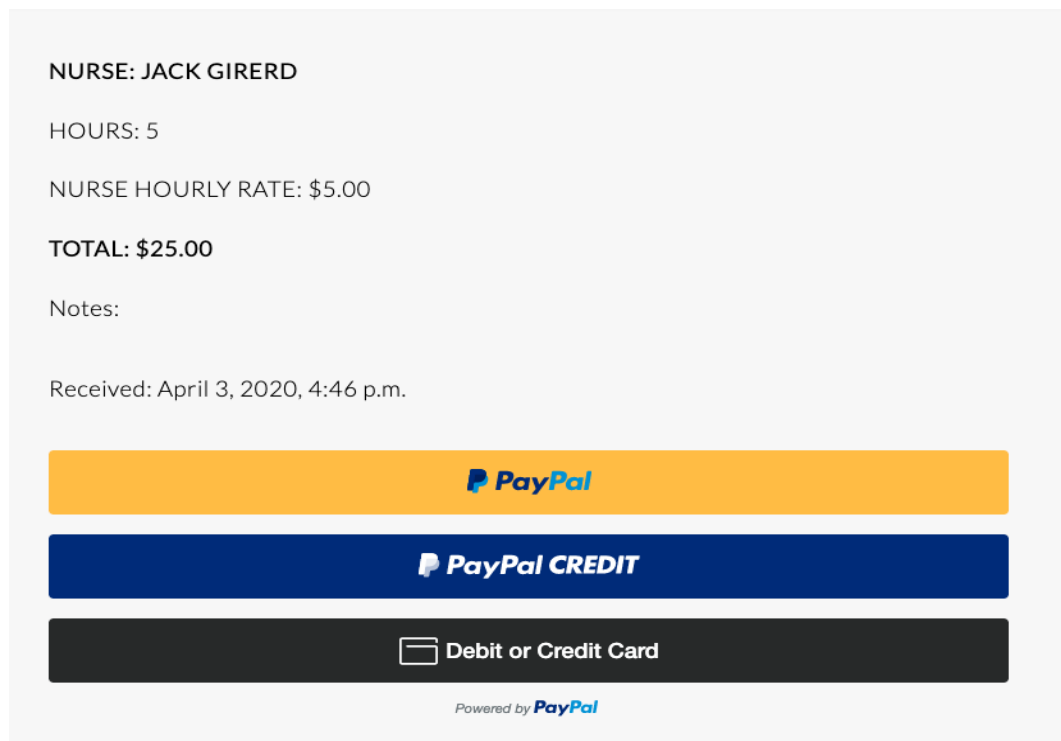 NURSE: JACK GIRERD
HOURS: 5
NURSE HOURLY RATE: $5.00
TOTAL: $25.00
Notes:
Received: April 3, 2020, 4:46 p.m.
PayPal
PayPal CREDIT
Debit or Credit Card
Powered by PayPal